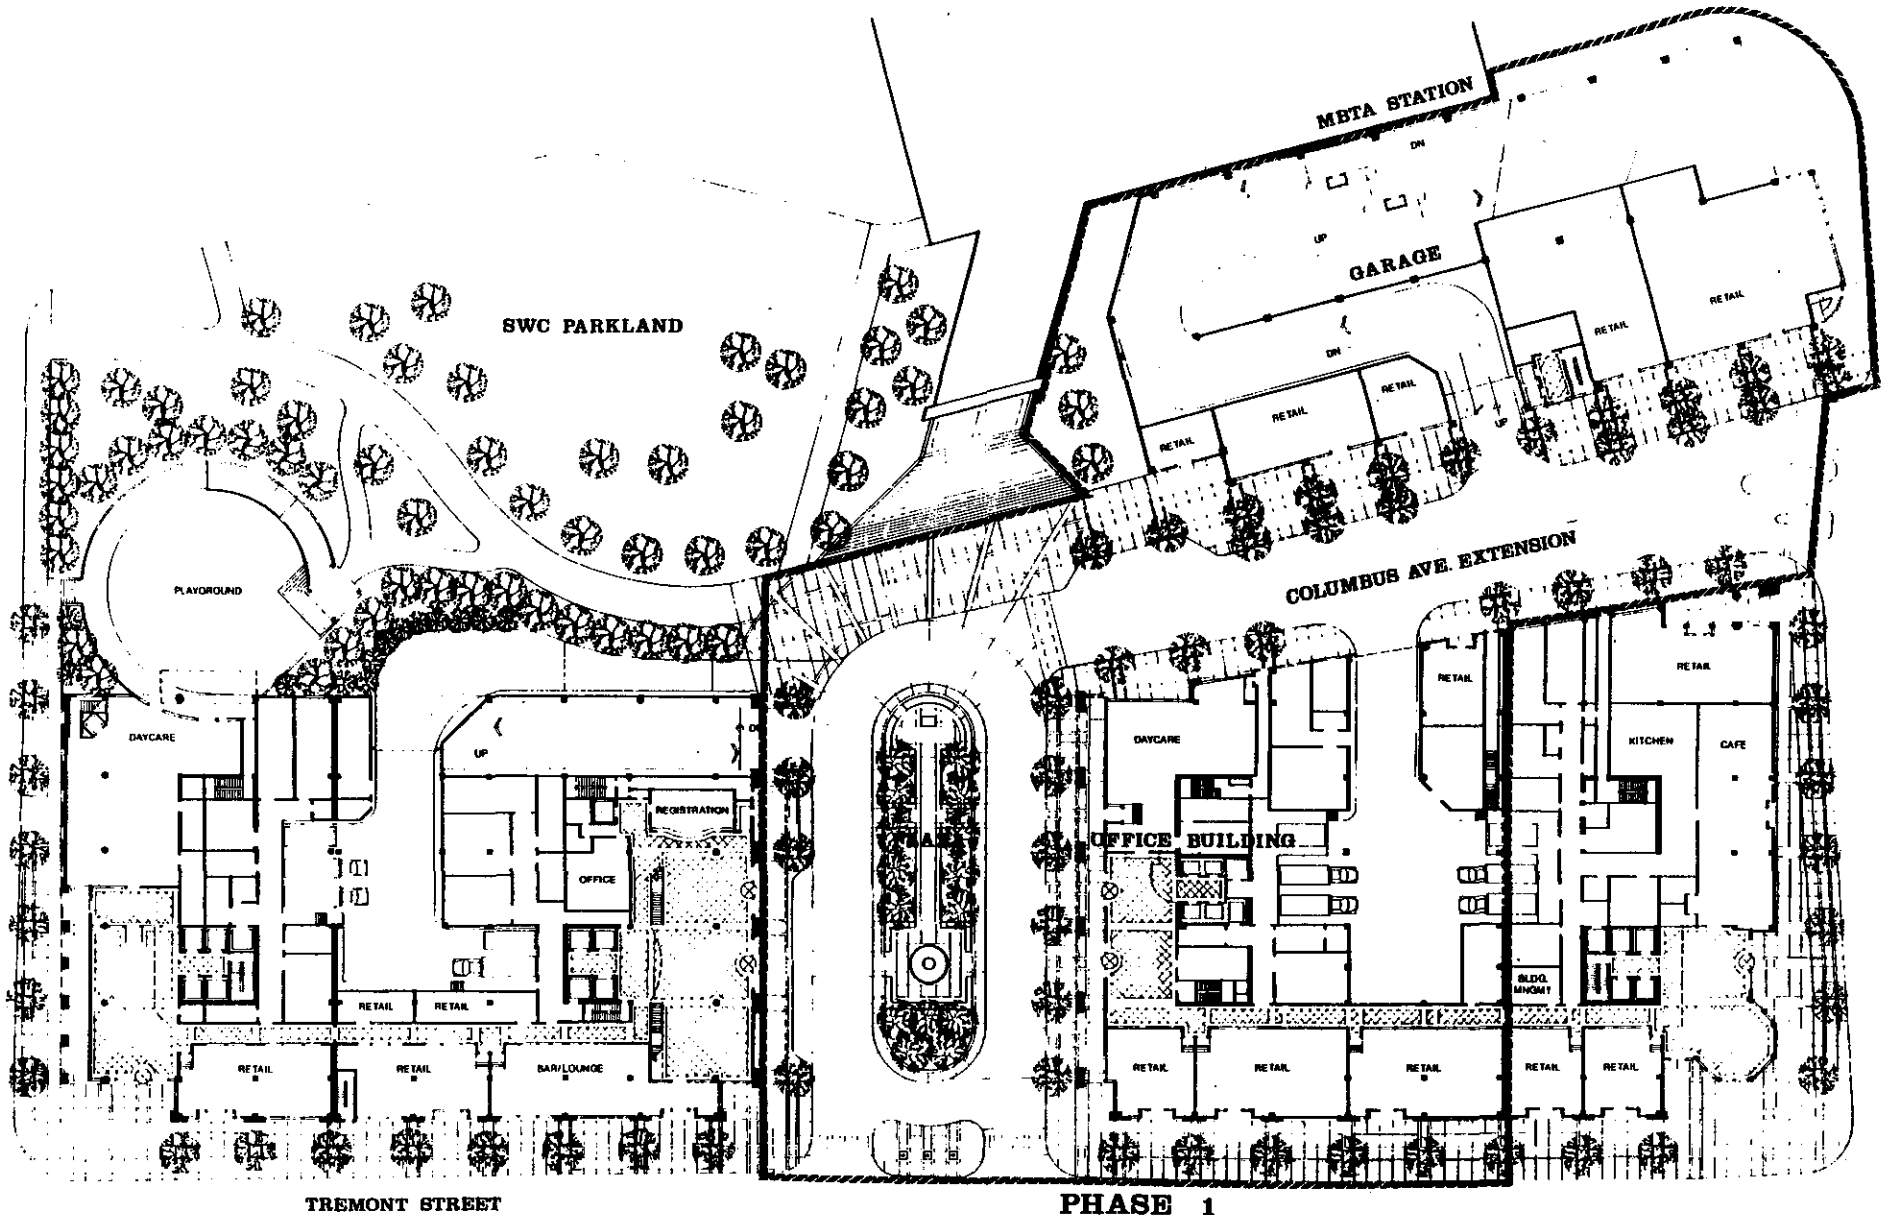 MBTA STATION
DN
UP
GARAGE
RETAIL
RETAIL
DN
RETAIL
RETAIL
RETAIL
UP
SWC PARKLAND
COLUMBUS AVE. EXTENSION
PLAYGROUND
RETAIL
RETAIL
DAYCARE
UP
DAYCARE
KITCHEN
CAFE
REGISTRATION
OFFICE BUILDING
OFFICE
BLDG.
MNGMT
RETAIL
RETAIL
RETAIL
RETAIL
BAR/LOUNGE
RETAIL
RETAIL
RETAIL
RETAIL
RETAIL
TREMONT STREET
PHASE 1